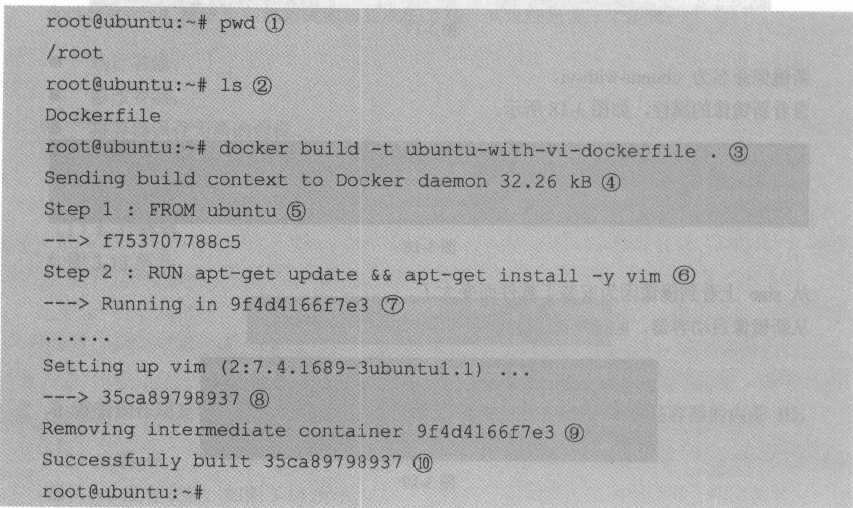 root@ubuntu:~# pwd ①
/root
root@ubuntu:~# ls ②
Dockerfile
root@ubuntu:~# docker build -t ubuntu-with-vi-dockerfile . ③
Sending build context to Docker daemon 32.26 kB ④
Step 1 : FROM ubuntu ⑤
---> f753707788c5
Step 2 : RUN apt-get update && apt-get install -y vim ⑥
---> Running in 9f4d4166f7e3 ⑦
......
Setting up vim (2:7.4.1689-3ubuntu1.1) ...
---> 35ca89798937 ⑧
Removing intermediate container 9f4d4166f7e3 ⑨
Successfully built 35ca89798937 ⑩
root@ubuntu:~#